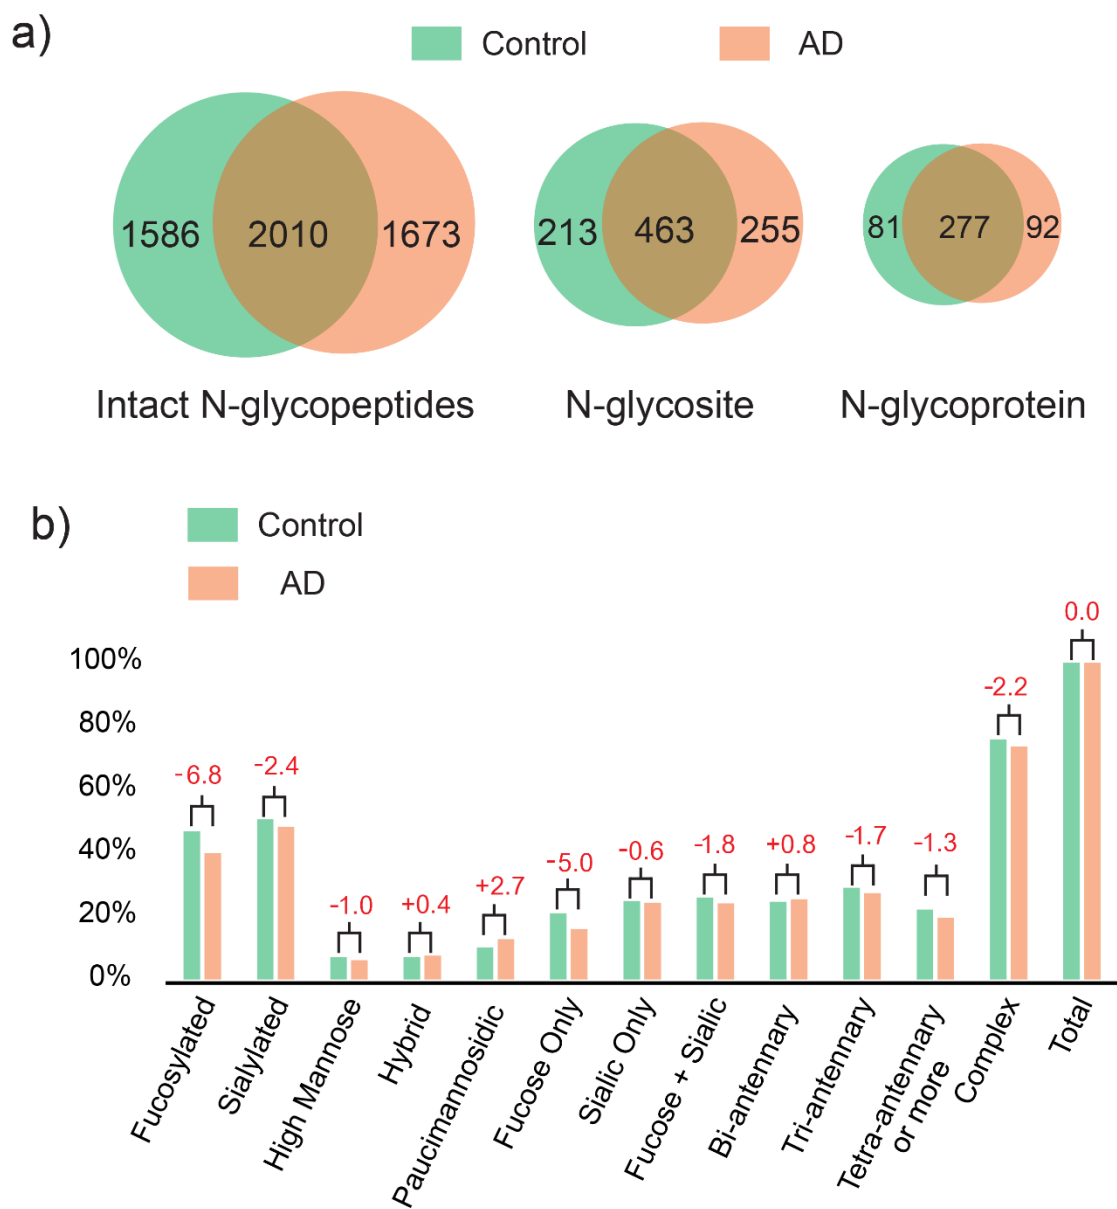 a)
Control
AD
1586
2010
1673
213
463
255
81
277
92
Intact N-glycopeptides
N-glycosite
N-glycoprotein
b)
Control
AD
100%
80%
60%
40%
20%
0%
-6.8
-2.4
-1.0
+0.4
+2.7
-5.0
-0.6
-1.8
+0.8
-1.7
-1.3
-2.2
0.0
Fucosylated
Sialylated
High Mannose
Hybrid
Paucimannosidic
Fucose Only
Sialic Only
Fucose + Sialic
Bi-antennary
Tri-antennary
Tetra-antennary
or more
Complex
Total